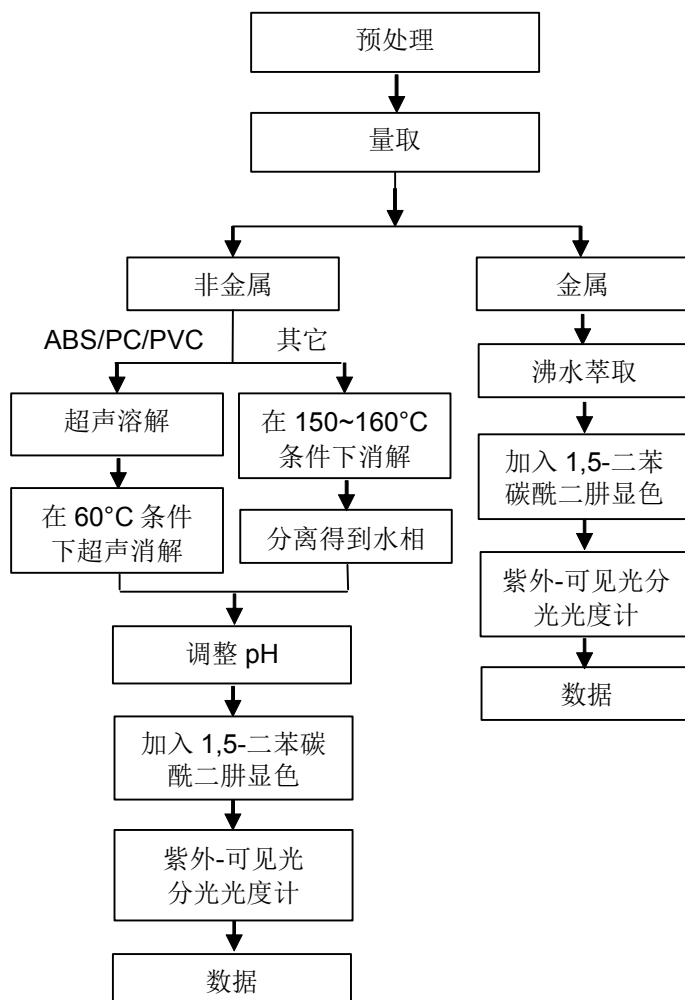 预处理
量取
非金属
金属
ABS/PC/PVC
其它
沸水萃取
超声溶解
在 150~160°C
条件下消解
加入 1,5-二苯
碳酰二肼显色
在 60°C 条件
下超声消解
分离得到水相
紫外-可见光分
光光度计
调整 pH
数据
加入 1,5-二苯碳
酰二肼显色
紫外-可见光
分光光度计
数据